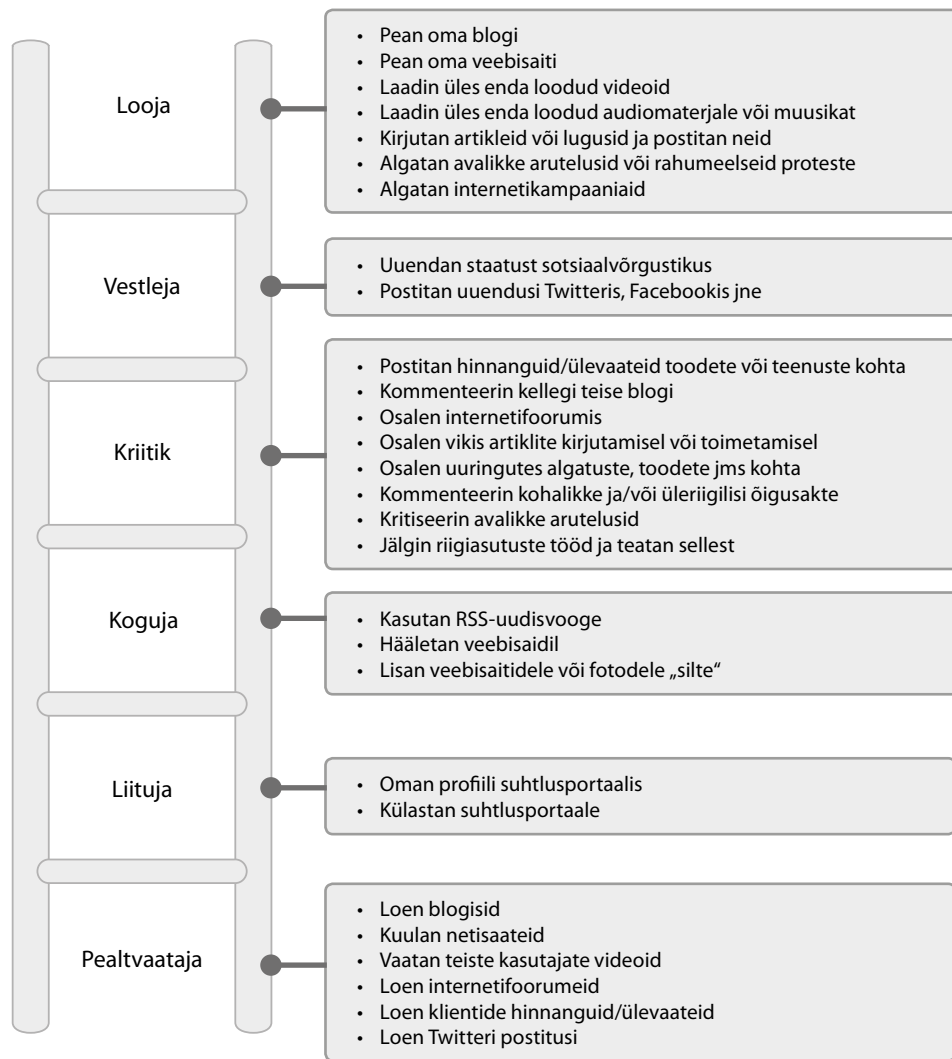 Looja
• Pean oma blogi
• Pean oma veebisaiti
• Laadin üles enda loodud videoid
• Laadin üles enda loodud audiomaterjale või muusikat
• Kirjutan artikleid või lugusid ja postitan neid
• Algatan avalikke arutelusid või rahumeelseid proteste
• Algatan internetikampaaniaid
Vestleja
• Uuendan staatust sotsiaalvõrgustikus
• Postitan uuendusi Twitteris, Facebookis jne
Kriitik
• Postitan hinnanguid/ülevaateid toodete või teenuste kohta
• Kommenteerin kellegi teise blogi
• Osalen internetifoorumis
• Osalen vikis artiklite kirjutamisel või toimetamisel
• Osalen uuringutes algatuste, toodete jms kohta
• Kommenteerin kohalikke ja/või üleriigilisi õigusakte
• Kritiseerin avalikke arutelusid
• Jälgin riigiasutuste tööd ja teatan sellest
Koguja
• Kasutan RSS-uudisvooge
• Hääletan veebisaidil
• Lisan veebisaitidele või fotodele „silte“
Liituja
• Oman profiili suhtlusportaalis
• Külastan suhtlusportaale
Pealtvaataja
• Loen blogisid
• Kuulan netisaateid
• Vaatan teiste kasutajate videoid
• Loen internetifoorumeid
• Loen klientide hinnanguid/ülevaateid
• Loen Twitteri postitusi